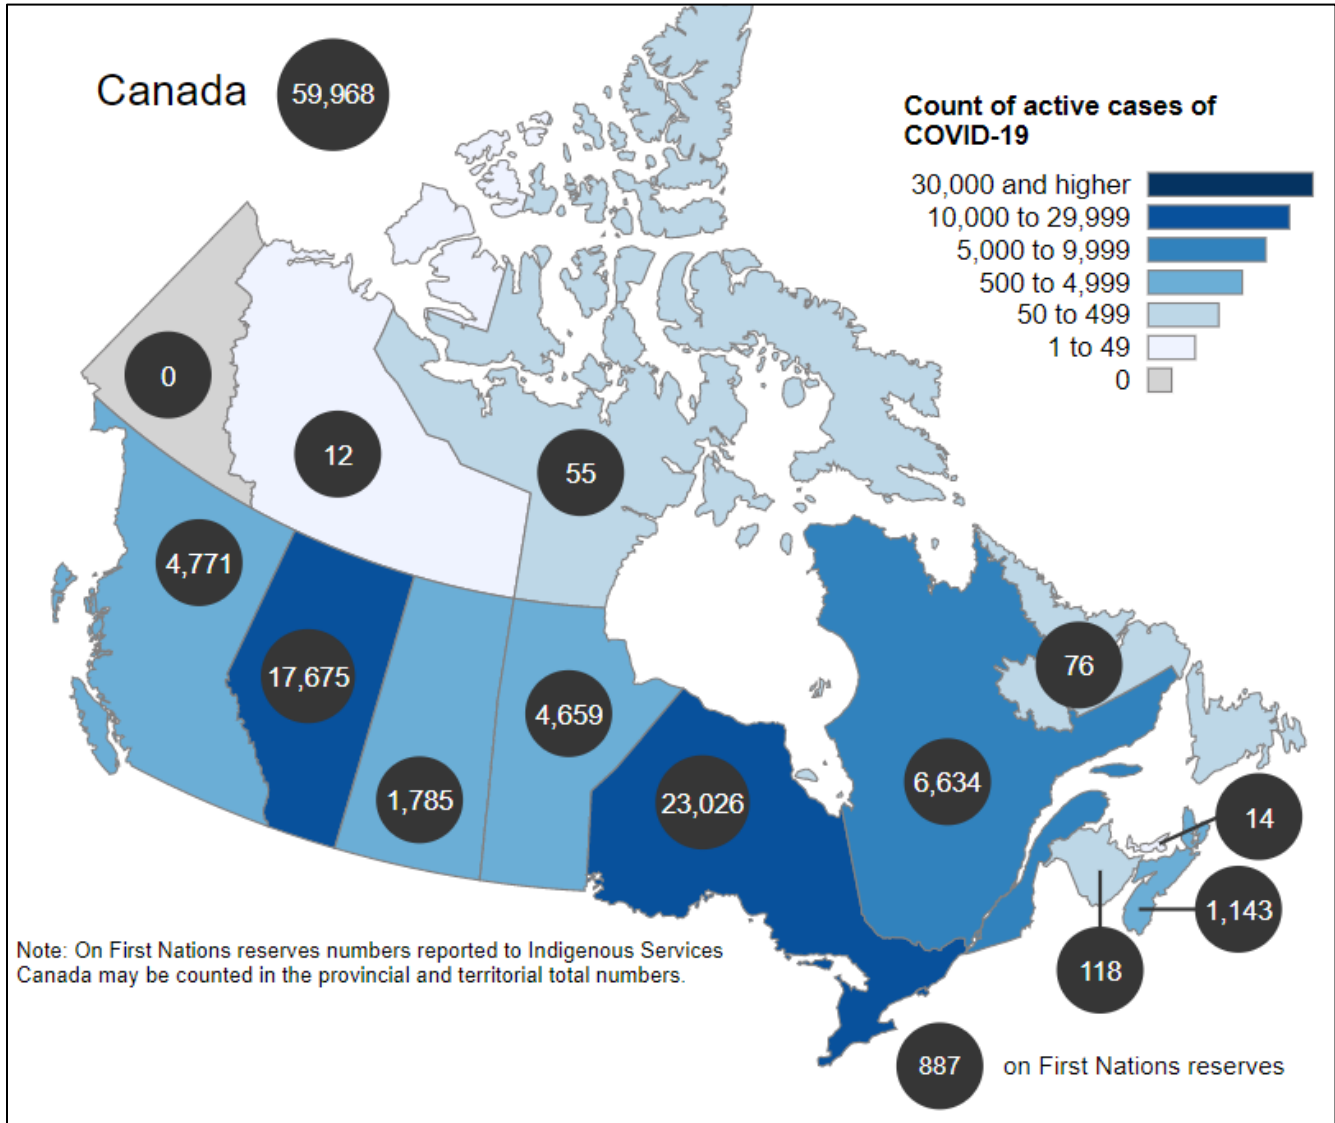 Canada
59,968
Count of active cases of
COVID-19
30,000 and higher
10,000 to 29,999
5,000 to 9,999
500 to 4,999
50 to 499
1 to 49
0
0
12
55
4,771
17,675
1,785
4,659
23,026
6,634
76
14
1,143
118
Note: On First Nations reserves numbers reported to Indigenous Services
Canada may be counted in the provincial and territorial total numbers.
887
on First Nations reserves